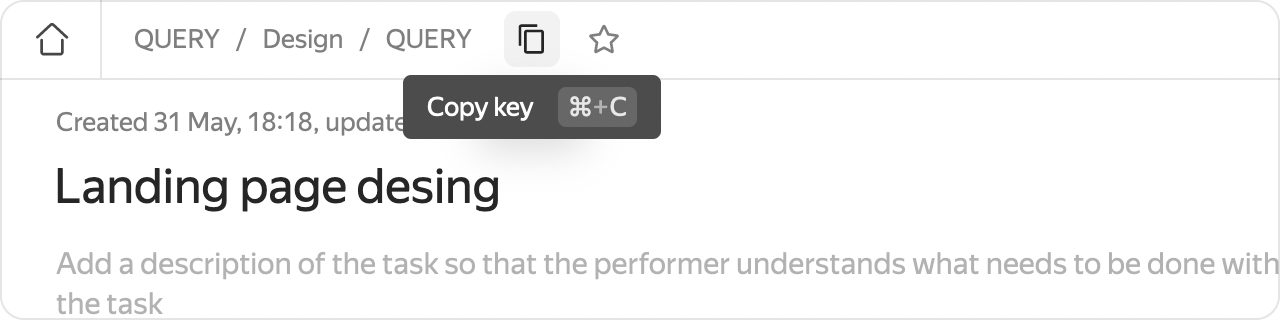 QUERY / Design / QUERY
Copy key ⌘+C
Created 31 May, 18:18, update
Landing page desing
Add a description of the task so that the performer understands what needs to be done with
the task